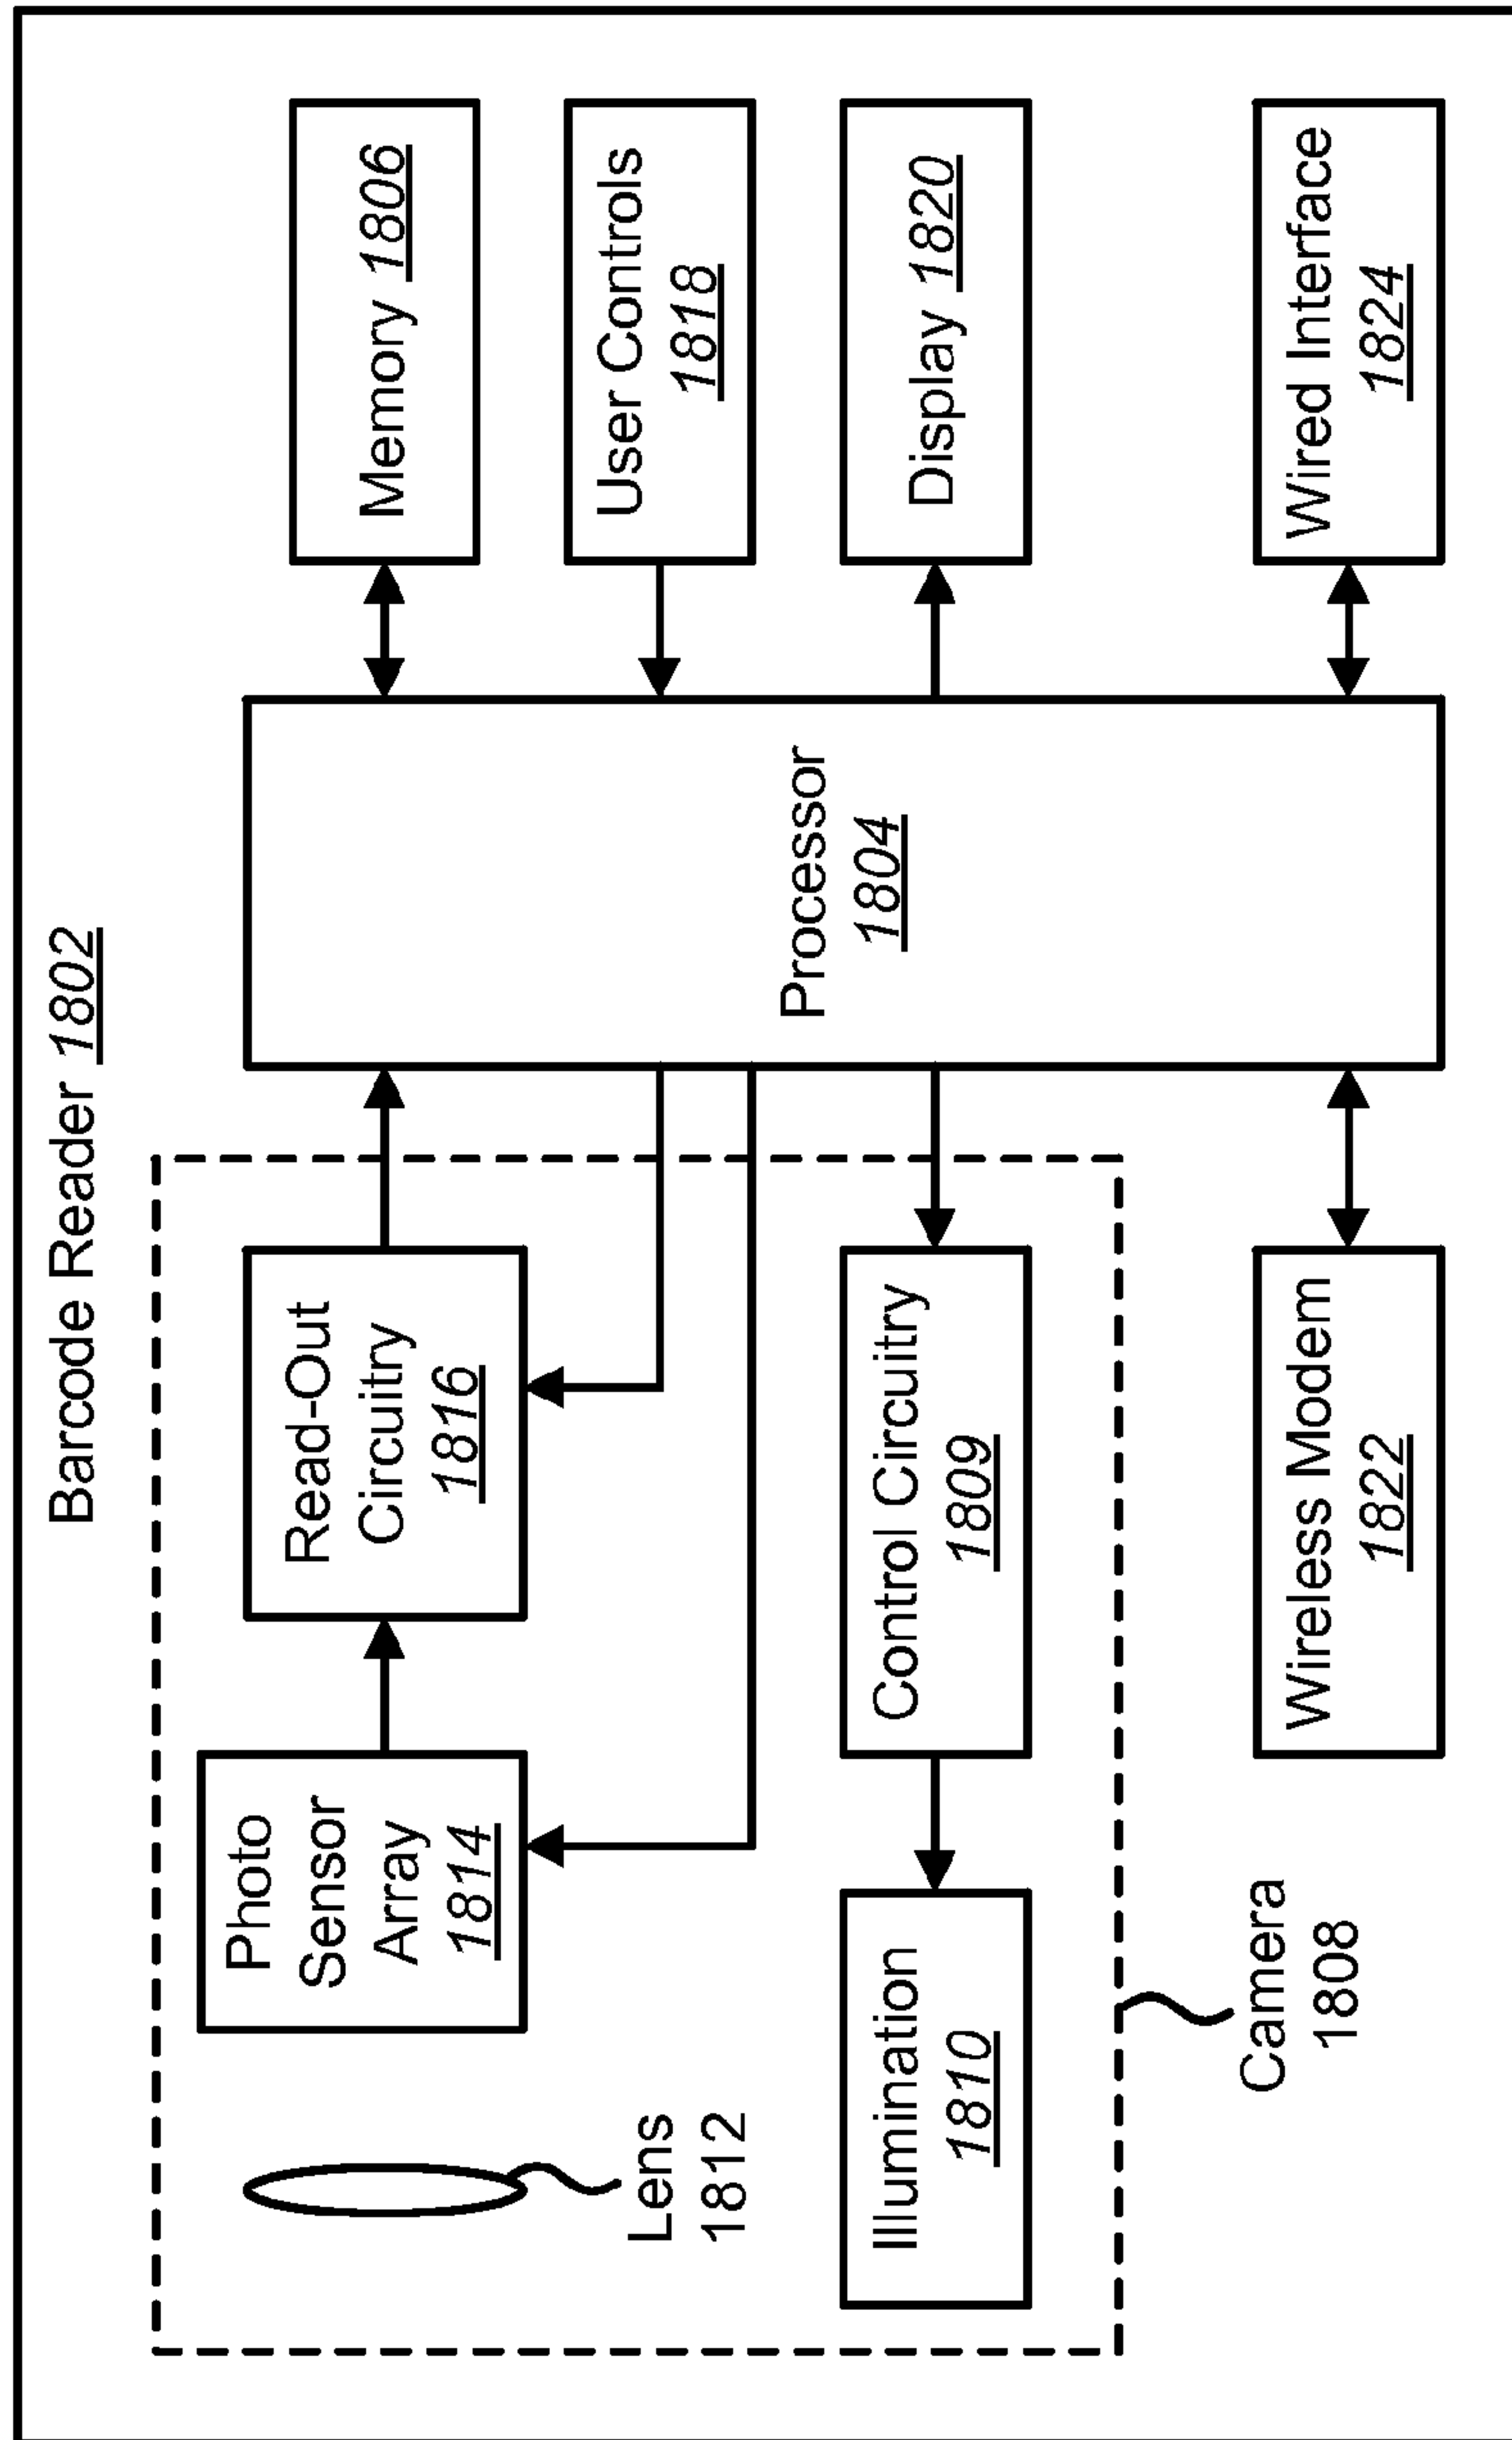 Barcode Reader 1802
Photo
Sensor
Array
1814
Read-Out
Circuitry
1816
Lens
1812
Illumination
1810
Control Circuitry
1809
Camera
1808
Wireless Modem
1822
Processor
1804
Memory 1806
User Controls
1818
Display 1820
Wired Interface
1824